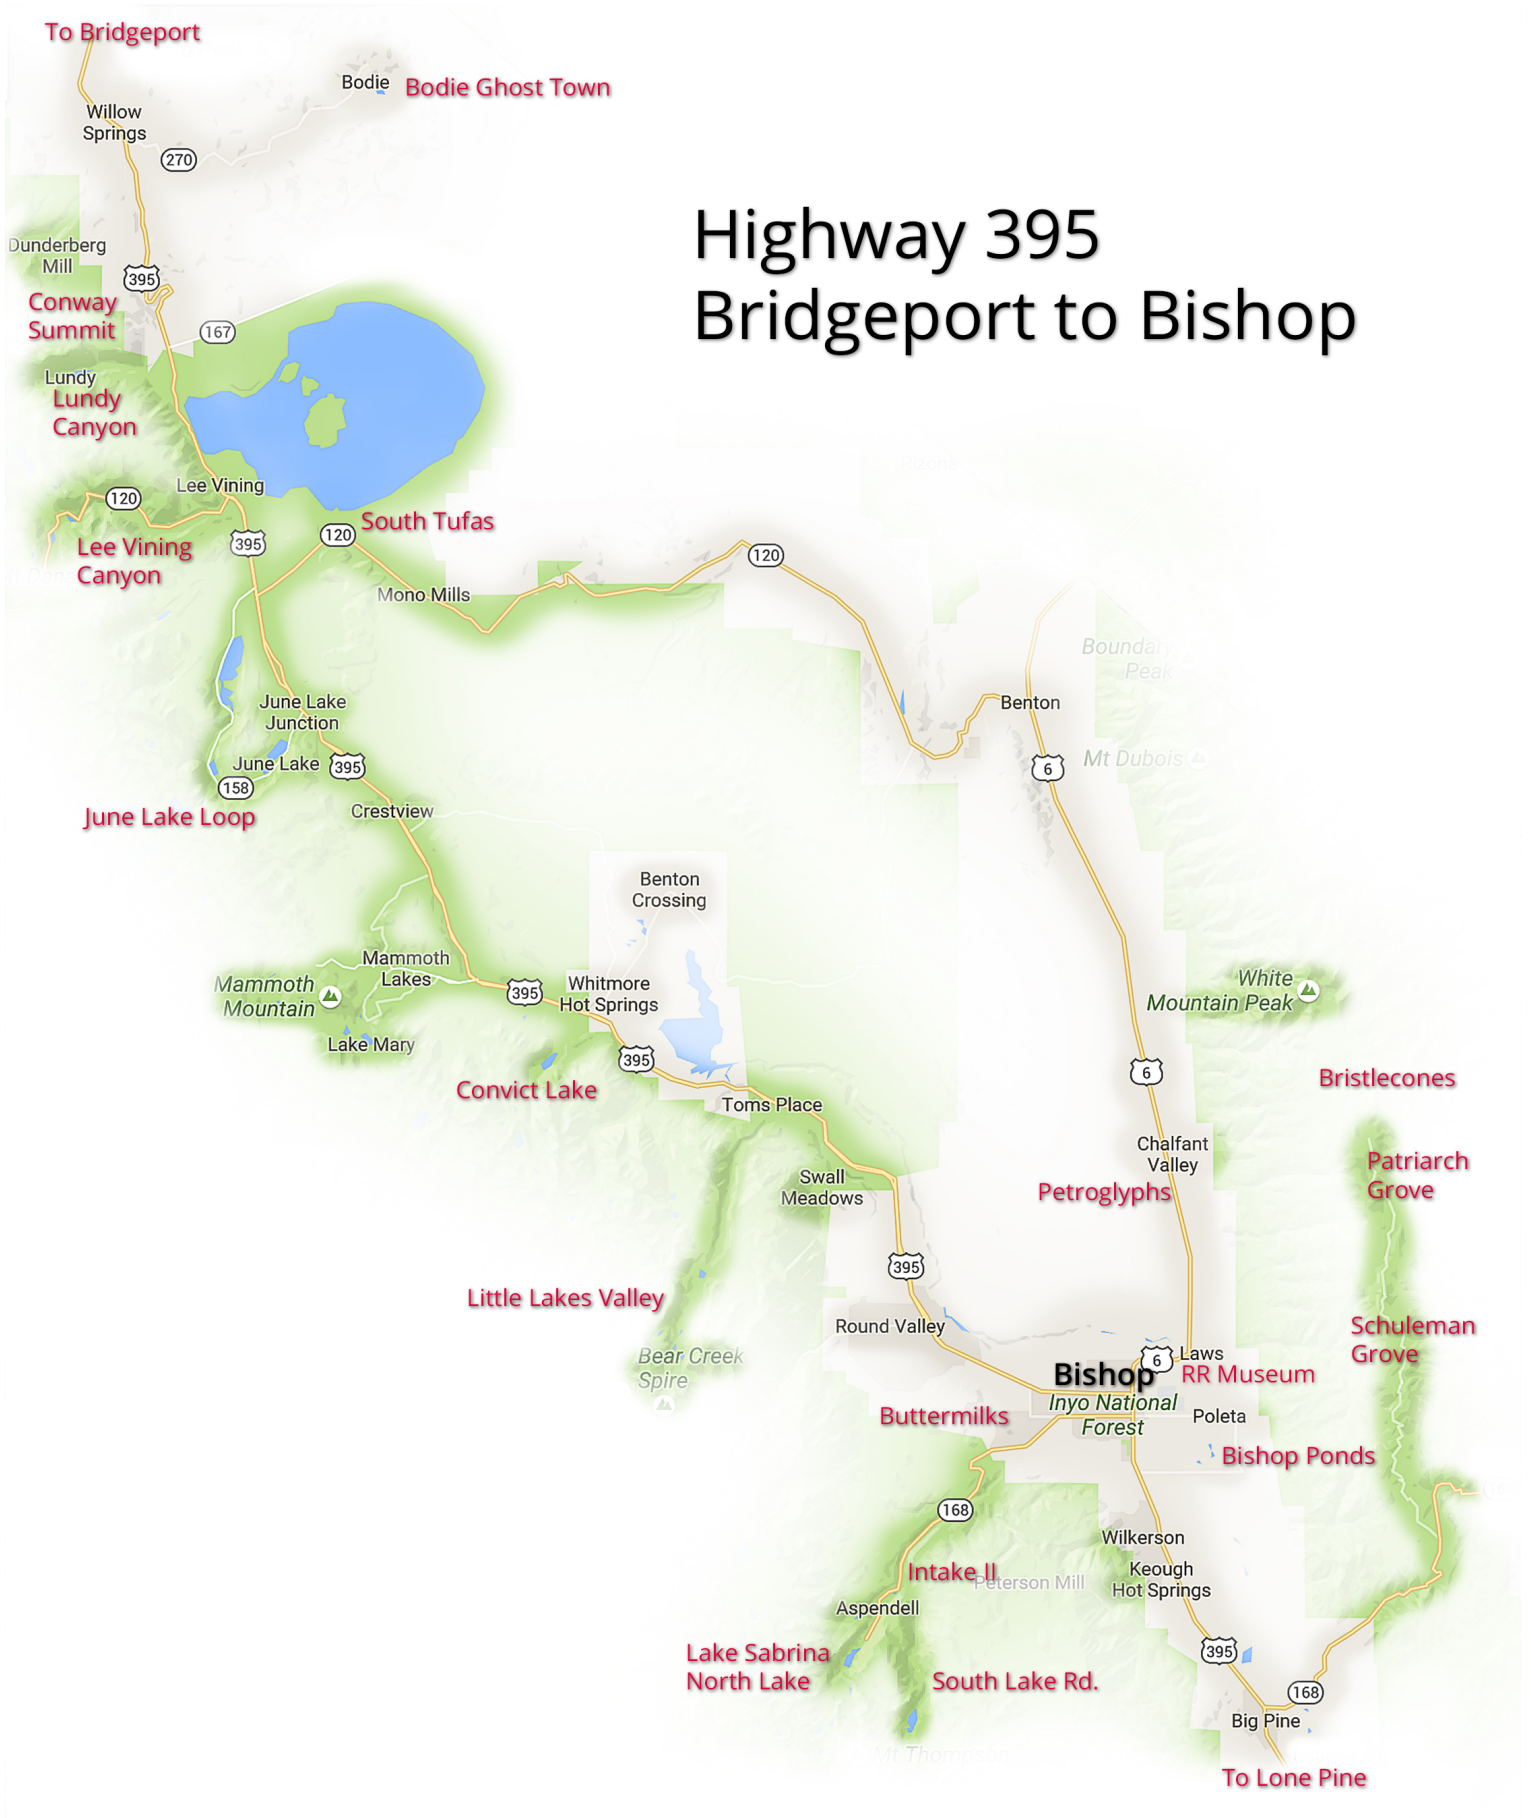 To Bridgeport
Bodie
Bodie Ghost Town
Willow
Springs
270
Highway 395
Bridgeport to Bishop
Dunderberg
Mill
395
Conway
Summit
167
Lundy
Lundy
Canyon
Pizona
Lee Vining
120
395
120
South Tufas
120
Lee Vining
Canyon
Mono Mills
Boundary
Peak
June Lake
Junction
Benton
June Lake
395
6
Mt Dubois
158
June Lake Loop
Crestview
Benton
Crossing
Mammoth
Lakes
Mammoth
Mountain
395
Whitmore
Hot Springs
White
Mountain Peak
Lake Mary
395
6
Convict Lake
Bristlecones
Toms Place
Chalfant
Valley
Patriarch
Grove
Swall
Meadows
Petroglyphs
395
Little Lakes Valley
Round Valley
Schuleman
Grove
Bear Creek
Spire
6
Laws
Bishop
RR Museum
Inyo National
Forest
Buttermilks
Poleta
Bishop Ponds
168
Wilkerson
Intake II
Peterson Mill
Keough
Hot Springs
Aspendell
Lake Sabrina
North Lake
South Lake Rd.
395
168
Big Pine
Mt Thompson
To Lone Pine